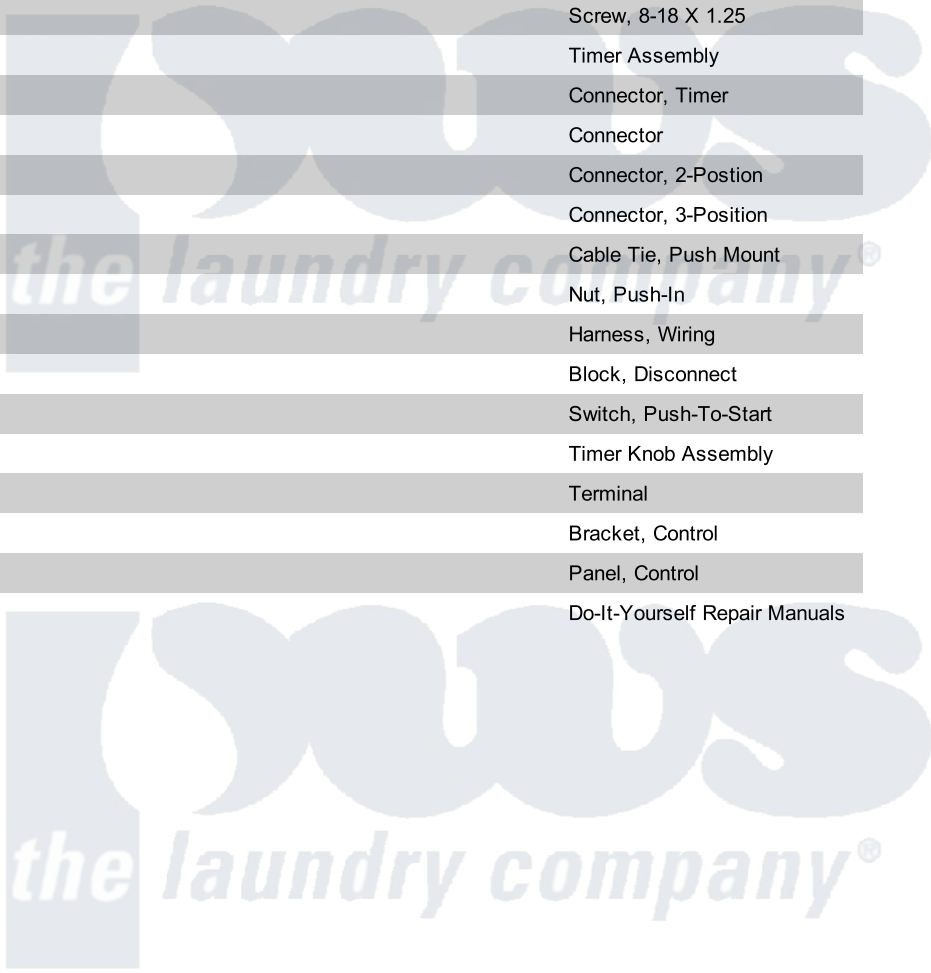 Screw, 8-18 X 1.25
Timer Assembly
Connector, Timer
Connector
Connector, 2-Postion
Connector, 3-Position
Cable Tie, Push Mount
Nut, Push-In
Harness, Wiring
Block, Disconnect
Switch, Push-To-Start
Timer Knob Assembly
Terminal
Bracket, Control
Panel, Control
Do-It-Yourself Repair Manuals
pws
the laundry company®
pws
the laundry company®